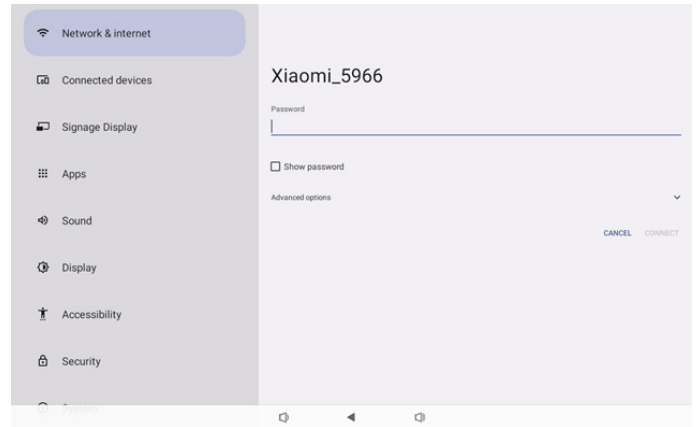 Network & internet
Connected devices
Signage Display
Apps
Sound
Display
Accessibility
Security
System
Xiaomi_5966
Password
Show password
Advanced options
CANCEL CONNECT